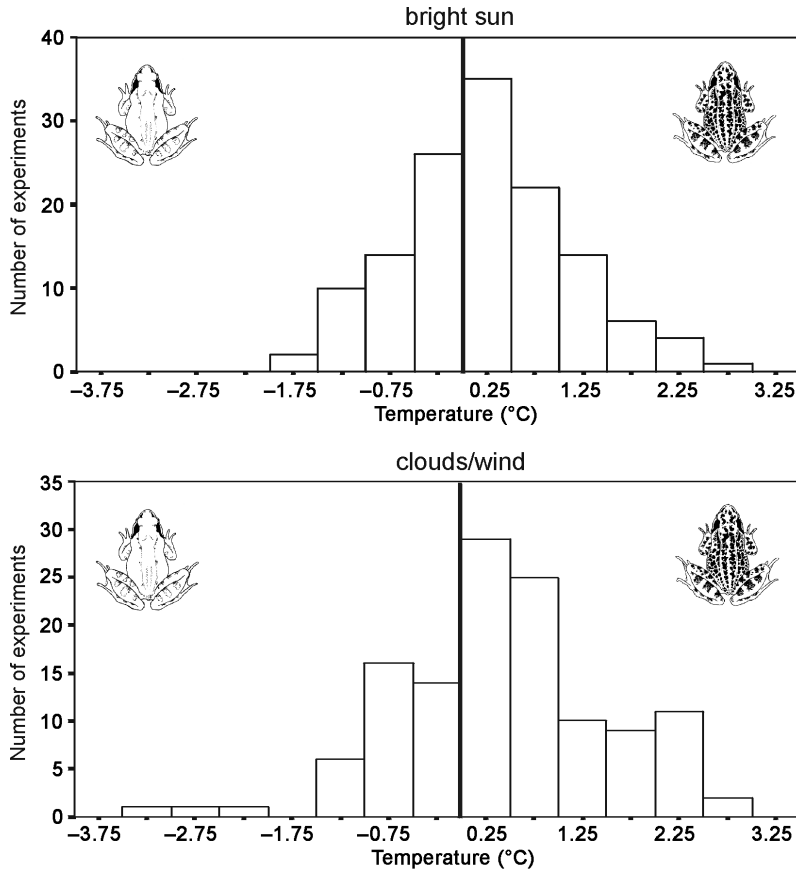 bright sun
40
30
20
10
0
Number of experiments
–3.75 –2.75 –1.75 –0.75 0.25 1.25 2.25 3.25
Temperature (°C)
clouds/wind
35
30
25
20
15
10
5
0
Number of experiments
–3.75 –2.75 –1.75 –0.75 0.25 1.25 2.25 3.25
Temperature (°C)